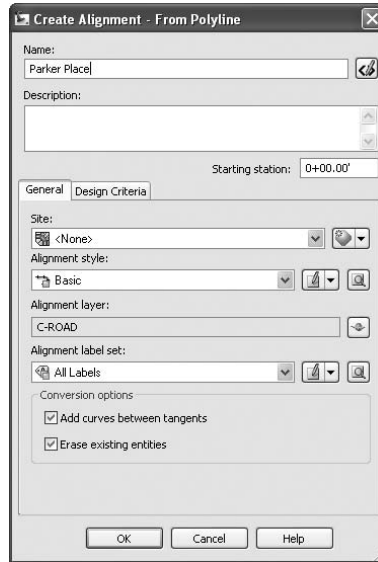 Create Alignment - From Polyline
Name:
Parker Place
Description:
Starting station: 0+00.00'
General Design Criteria
Site:
<None>
Alignment style:
Basic
Alignment layer:
C-ROAD
Alignment label set:
All Labels
Conversion options
Add curves between tangents
Erase existing entities
OK Cancel Help